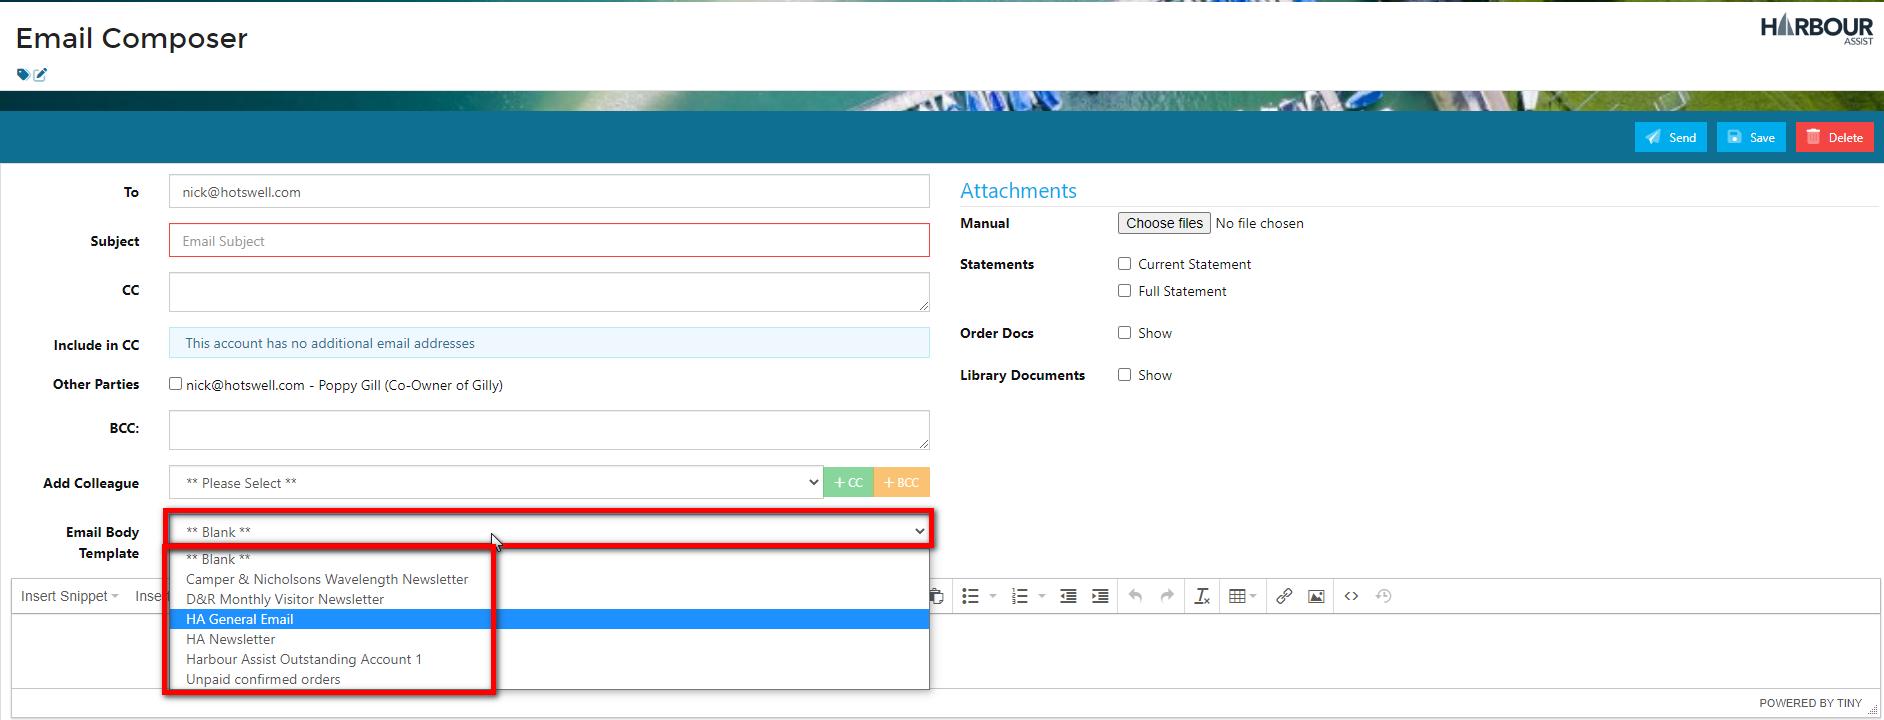 Email Composer
HARBOUR
ASSIST
Send
Save
Delete
To
nick@hotswell.com
Subject
Email Subject
CC
Include in CC
This account has no additional email addresses
Other Parties
nick@hotswell.com - Poppy Gill (Co-Owner of Gilly)
BCC:
Add Colleague
** Please Select **
+ CC
+ BCC
Email Body
Template
** Blank **
** Blank **
Camper & Nicholsons Wavelength Newsletter
D&R Monthly Visitor Newsletter
HA General Email
HA Newsletter
Harbour Assist Outstanding Account 1
Unpaid confirmed orders
Attachments
Manual
Choose files No file chosen
Statements
Current Statement
Full Statement
Order Docs
Show
Library Documents
Show
Insert Snippet
POWERED BY TINY